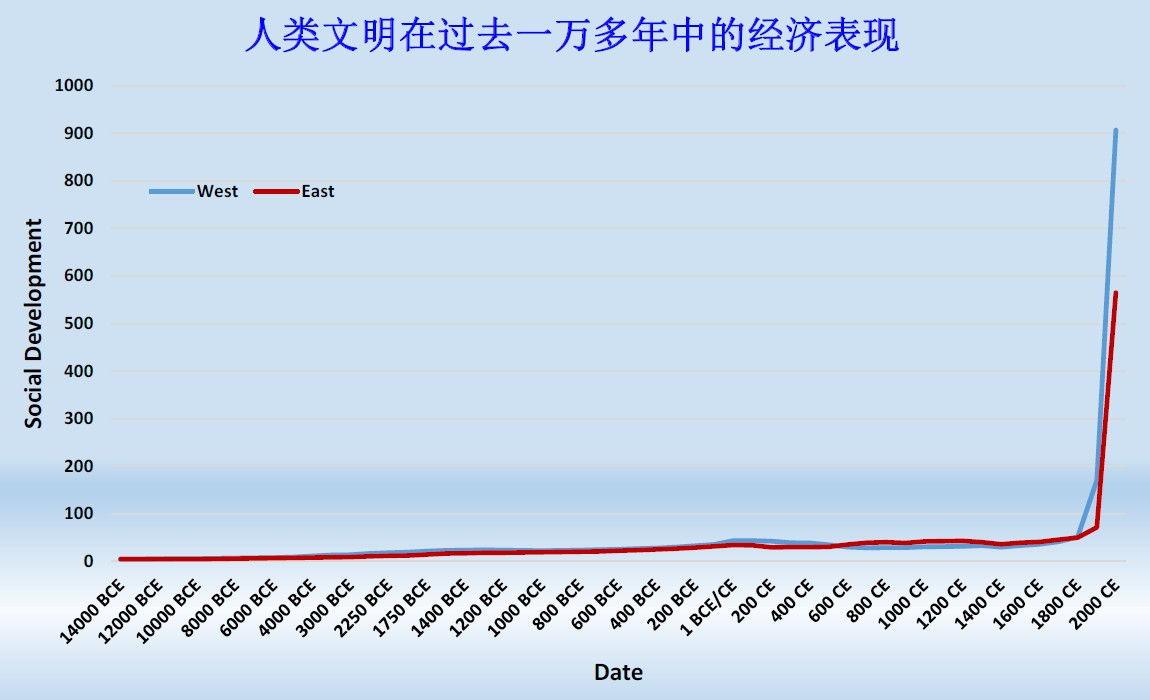 人类文明在过去一万多年中的经济表现
1000
900
800
700
600
500
400
300
200
100
0
West
East
Social Development
14000 BCE
12000 BCE
10000 BCE
8000 BCE
6000 BCE
4000 BCE
3000 BCE
2250 BCE
1750 BCE
1400 BCE
1200 BCE
1000 BCE
800 BCE
600 BCE
400 BCE
200 BCE
1 BCE/CE
200 CE
400 CE
600 CE
800 CE
1000 CE
1200 CE
1400 CE
1600 CE
1800 CE
2000 CE
Date